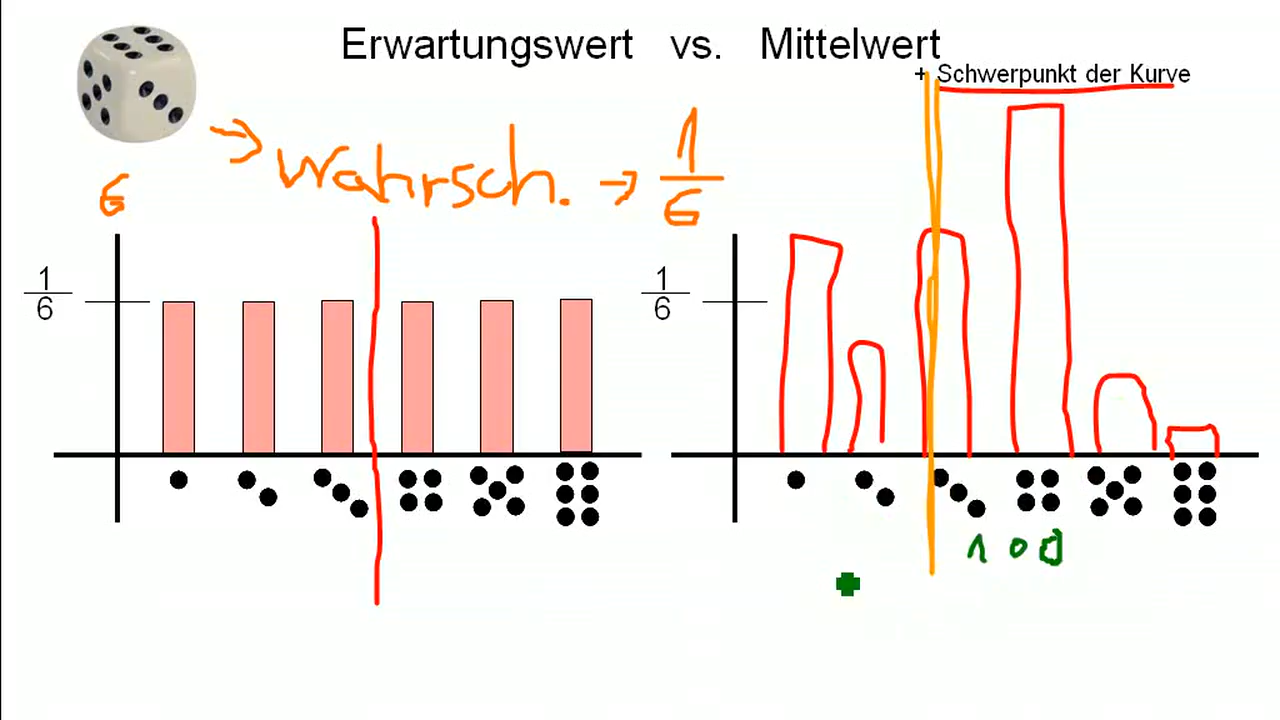 Erwartungswert vs. Mittelwert
+ Schwerpunkt der Kurve
→ Wahrsch. → 1/6
6
1/6
1/6
100